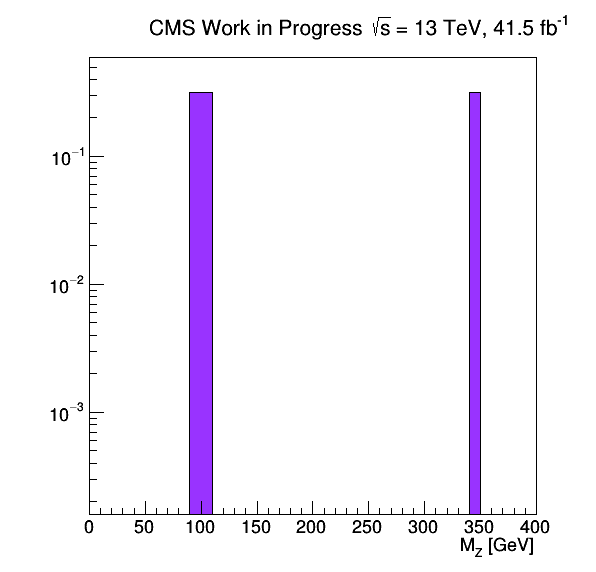 CMS Work in Progress √s = 13 TeV, 41.5 fb⁻¹
10⁻¹
10⁻²
10⁻³
0 50 100 150 200 250 300 350 400
M_Z [GeV]